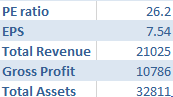 PE ratio 26.2
EPS 7.54
Total Revenue 21025
Gross Profit 10786
Total Assets 32811